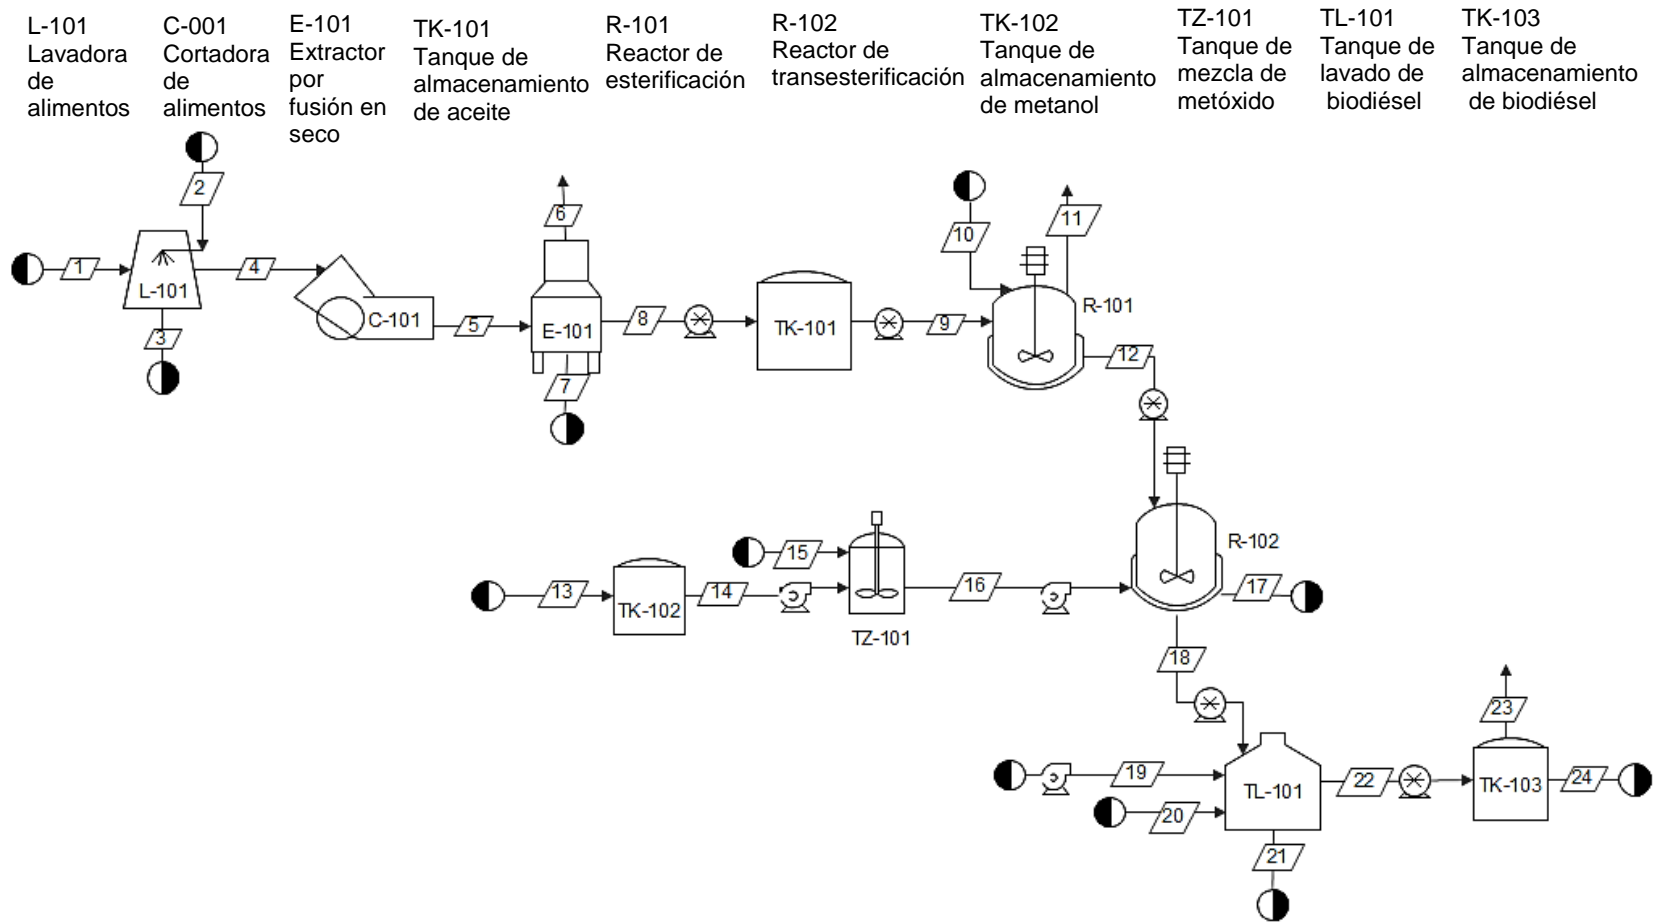 L-101
Lavadora
de
alimentos
C-001
Cortadora
de
alimentos
E-101
Extractor
por
fusión en
seco
TK-101
Tanque de
almacenamiento
de aceite
R-101
Reactor de
esterificación
R-102
Reactor de
transesterificación
TK-102
Tanque de
almacenamiento
de metanol
TZ-101
Tanque de
mezcla de
metóxido
TL-101
Tanque de
lavado de
biodiésel
TK-103
Tanque de
almacenamiento
de biodiésel
2
6
10
11
1
4
L-101
3
C-101
5
E-101
7
8
TK-101
9
R-101
12
R-102
15
13
TK-102
14
TZ-101
16
17
18
23
19
20
TL-101
21
22
TK-103
24